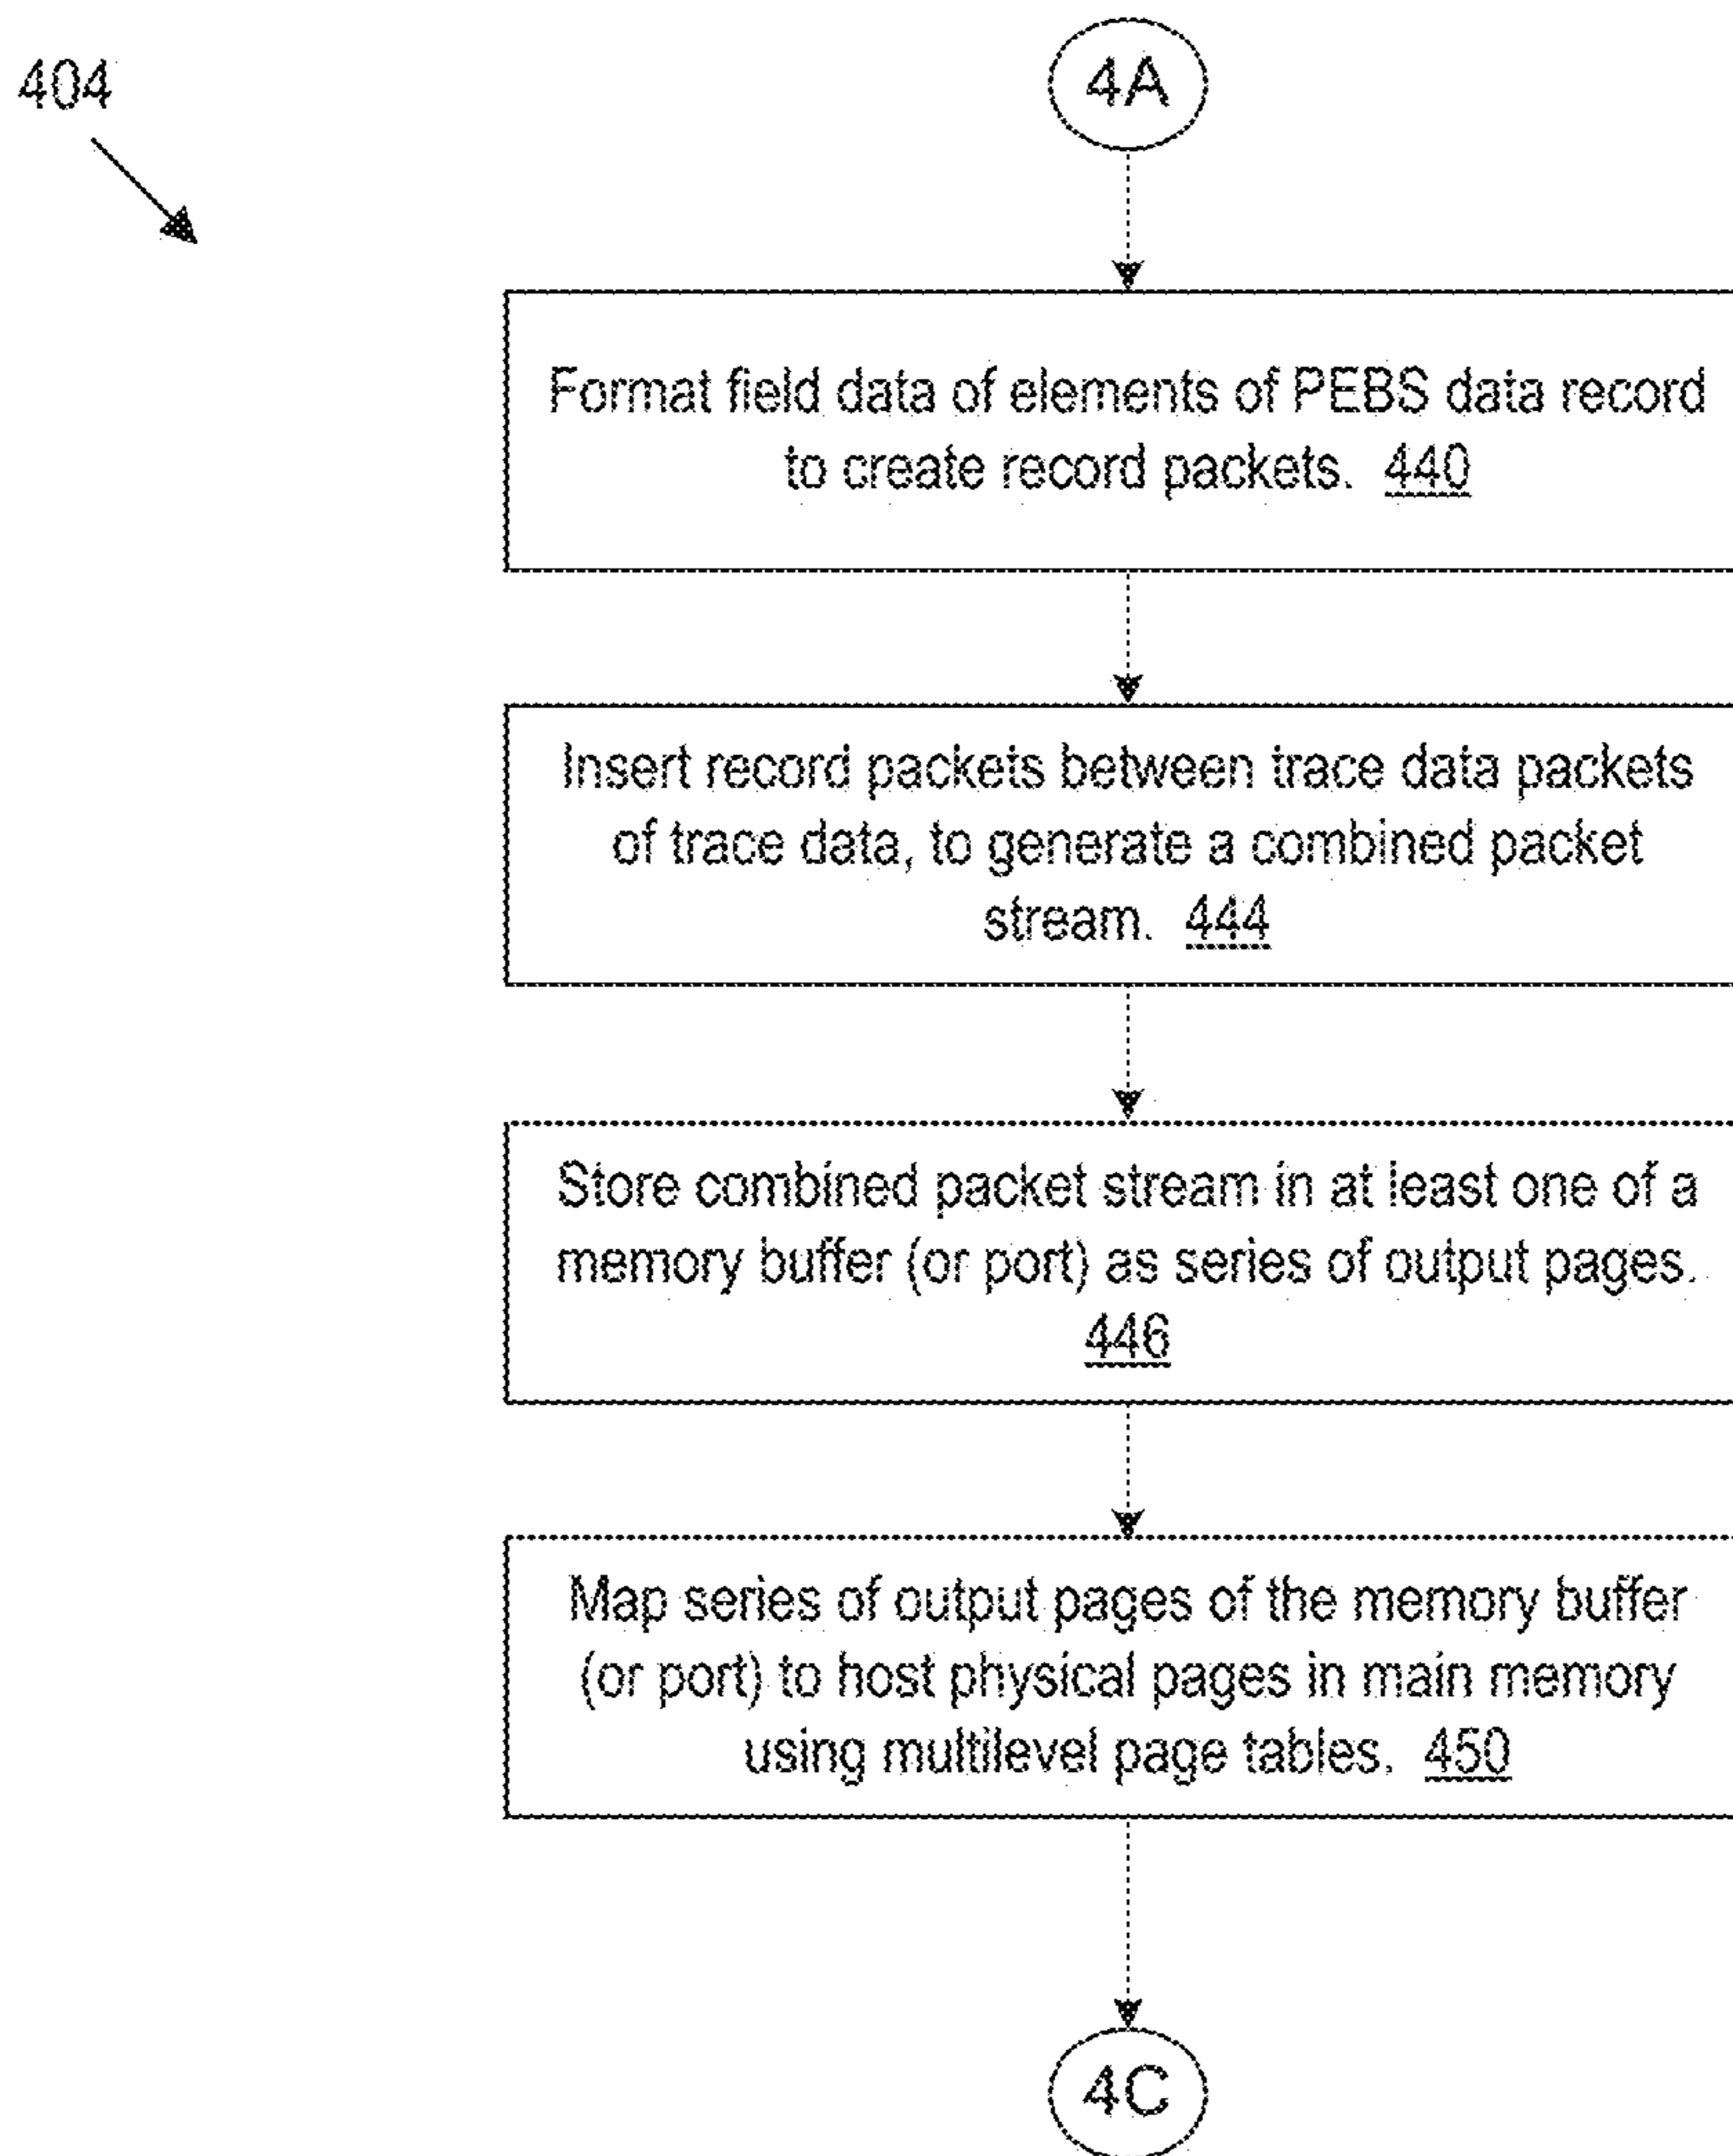 404
4A
Format field data of elements of PEBS data record
to create record packets. 440
Insert record packets between trace data packets
of trace data, to generate a combined packet
stream. 444
Store combined packet stream in at least one of a
memory buffer (or port) as series of output pages.
446
Map series of output pages of the memory buffer
(or port) to host physical pages in main memory
using multilevel page tables. 450
4C